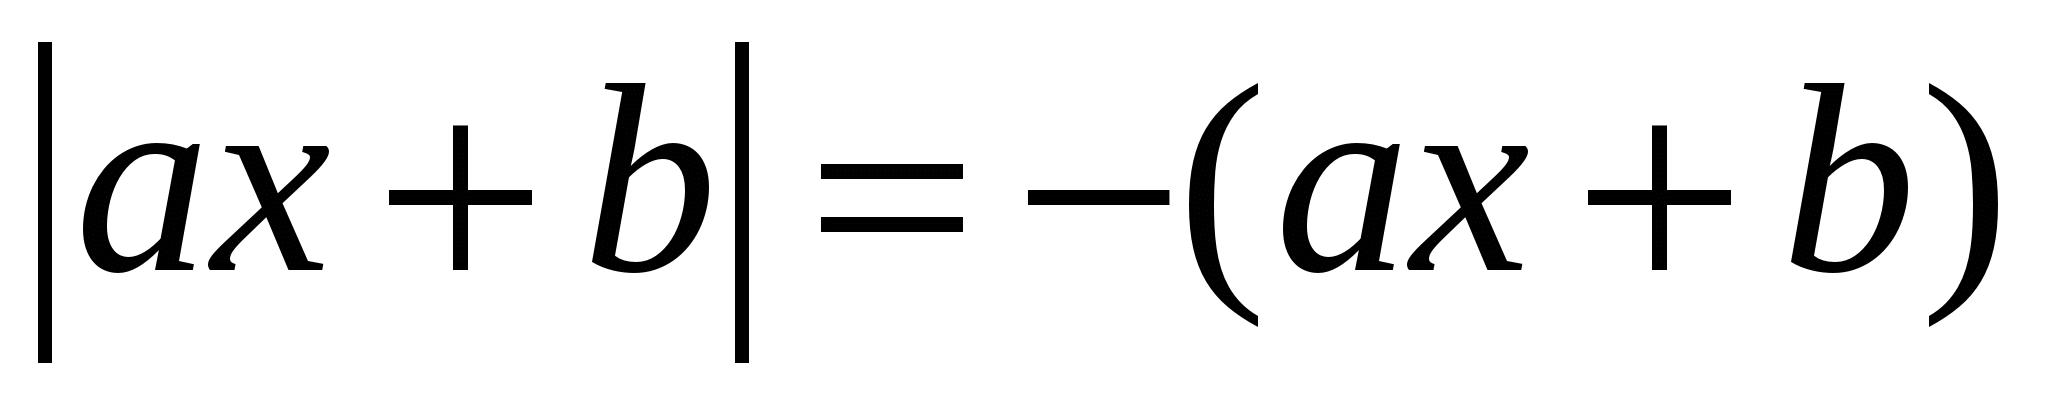 |ax + b| = −(ax + b)